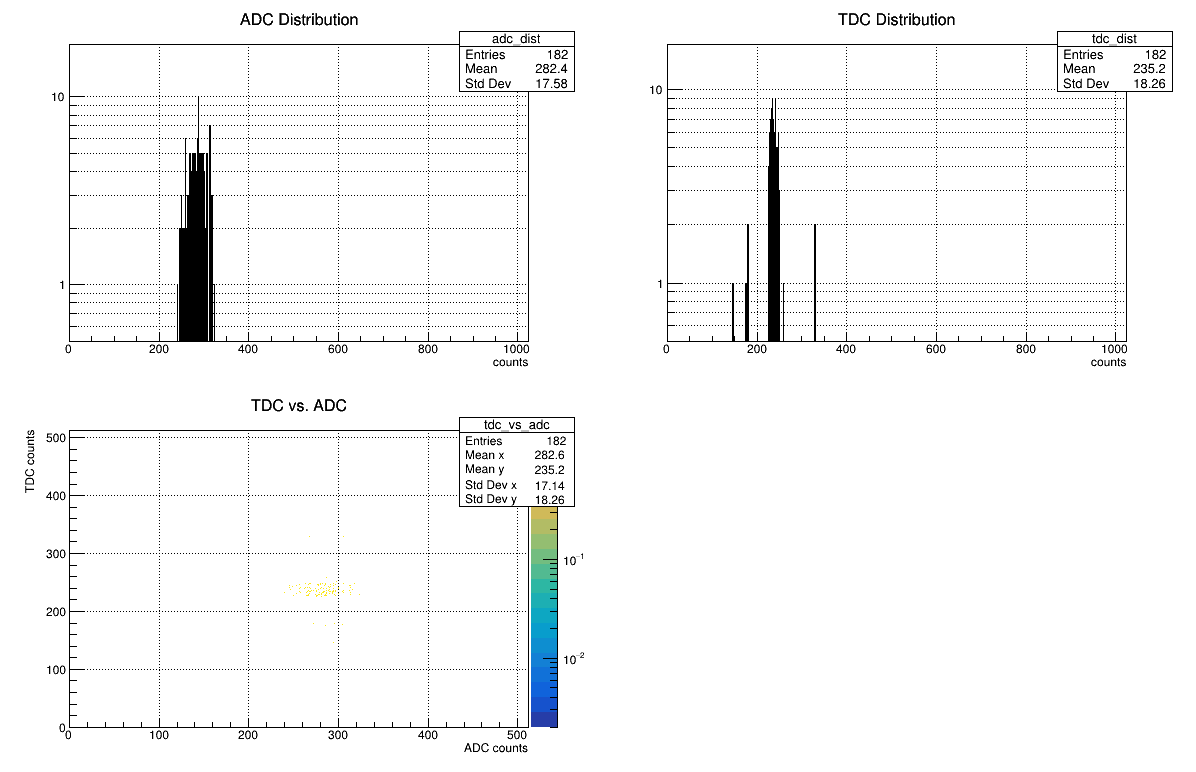 ADC Distribution
adc_dist
Entries 182
Mean 282.4
Std Dev 17.58
10
1
0 200 400 600 800 1000
counts
TDC Distribution
tdc_dist
Entries 182
Mean 235.2
Std Dev 18.26
10
1
0 200 400 600 800 1000
counts
TDC vs. ADC
tdc_vs_adc
Entries 182
Mean x 282.6
Mean y 235.2
Std Dev x 17.14
Std Dev y 18.26
TDC counts
500
400
300
200
100
0
0 100 200 300 400 500
ADC counts
10⁻¹
10⁻²